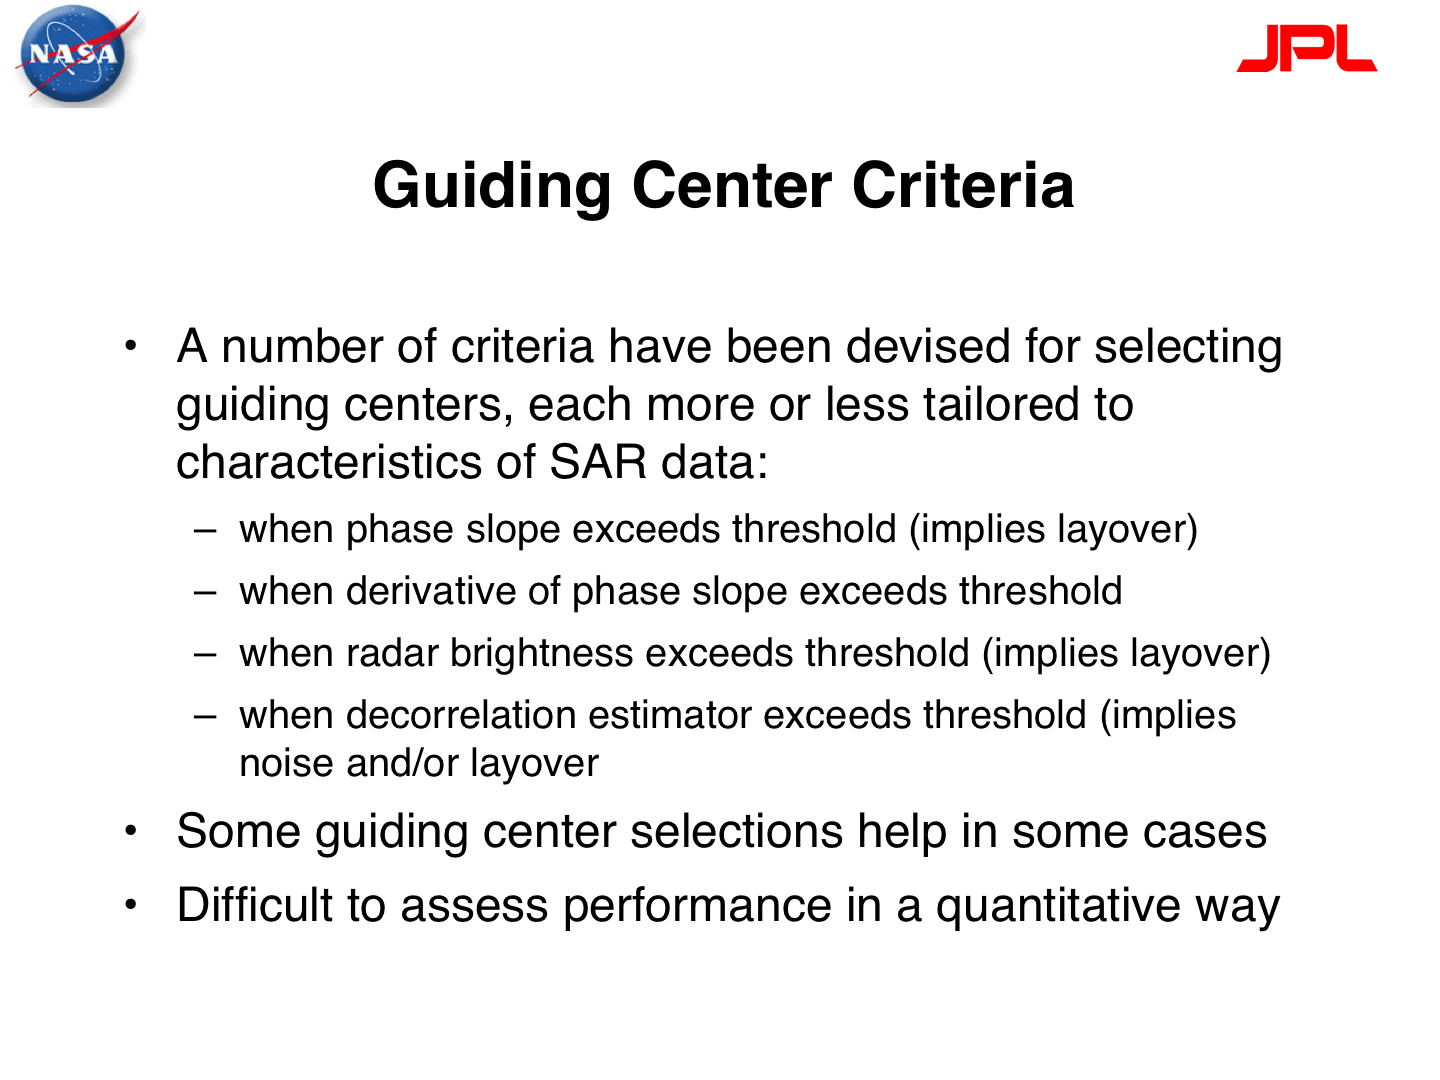 NASA
JPL
Guiding Center Criteria
• A number of criteria have been devised for selecting
guiding centers, each more or less tailored to
characteristics of SAR data:
– when phase slope exceeds threshold (implies layover)
– when derivative of phase slope exceeds threshold
– when radar brightness exceeds threshold (implies layover)
– when decorrelation estimator exceeds threshold (implies
noise and/or layover
• Some guiding center selections help in some cases
• Difficult to assess performance in a quantitative way